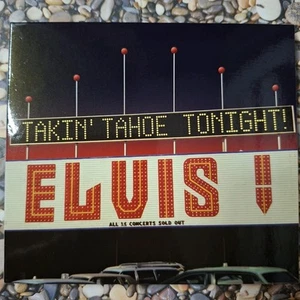 TAKIN' TAHOE TONIGHT!
ELVIS!
ALL 15 CONCERTS SOLD OUT